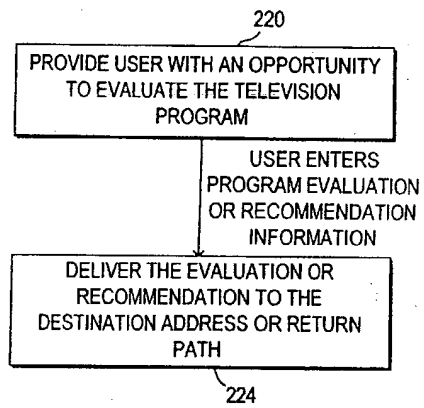 220
PROVIDE USER WITH AN OPPORTUNITY
TO EVALUATE THE TELEVISION
PROGRAM
USER ENTERS
PROGRAM EVALUATION
OR RECOMMENDATION
INFORMATION
DELIVER THE EVALUATION OR
RECOMMENDATION TO THE
DESTINATION ADDRESS OR RETURN
PATH
224